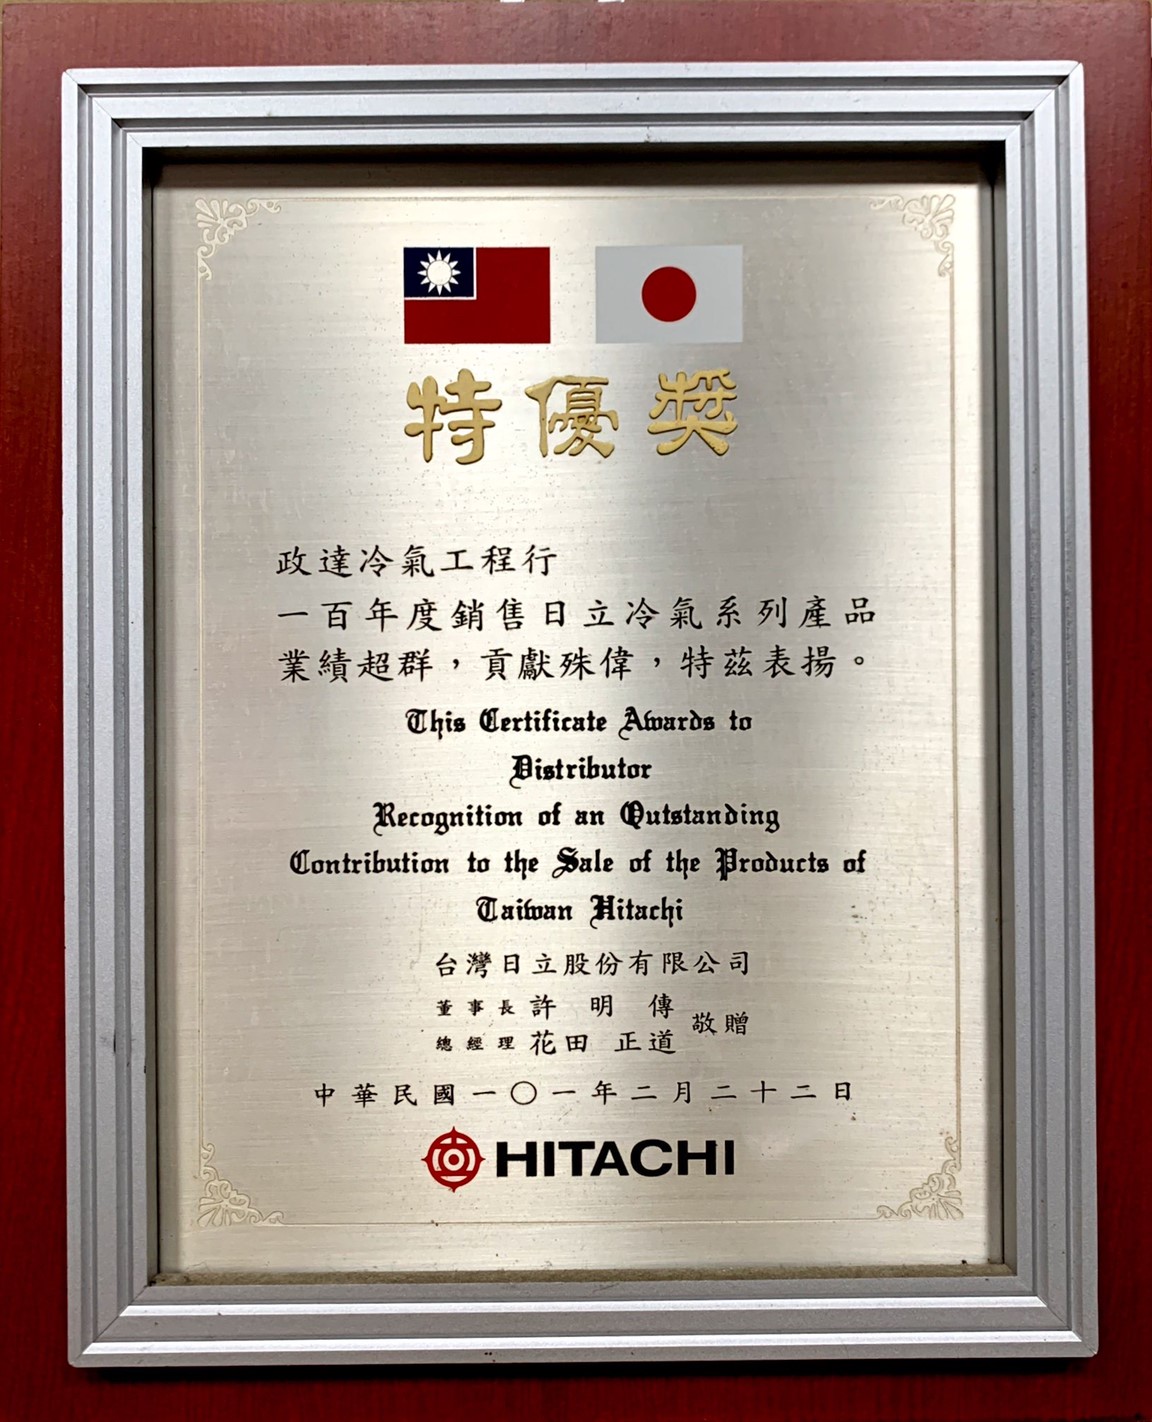 特優獎
政達冷氣工程行
一百年度銷售日立冷氣系列產品
業績超群，貢獻殊偉，特茲表揚。
This Certificate Awards to
Distributor
Recognition of an Outstanding
Contribution to the Sale of the Products of
Taiwan Hitachi
台灣日立股份有限公司
董事長 許明傳
總經理 花田 正道 敬贈
中華民國一〇一年二月二十二日
HITACHI